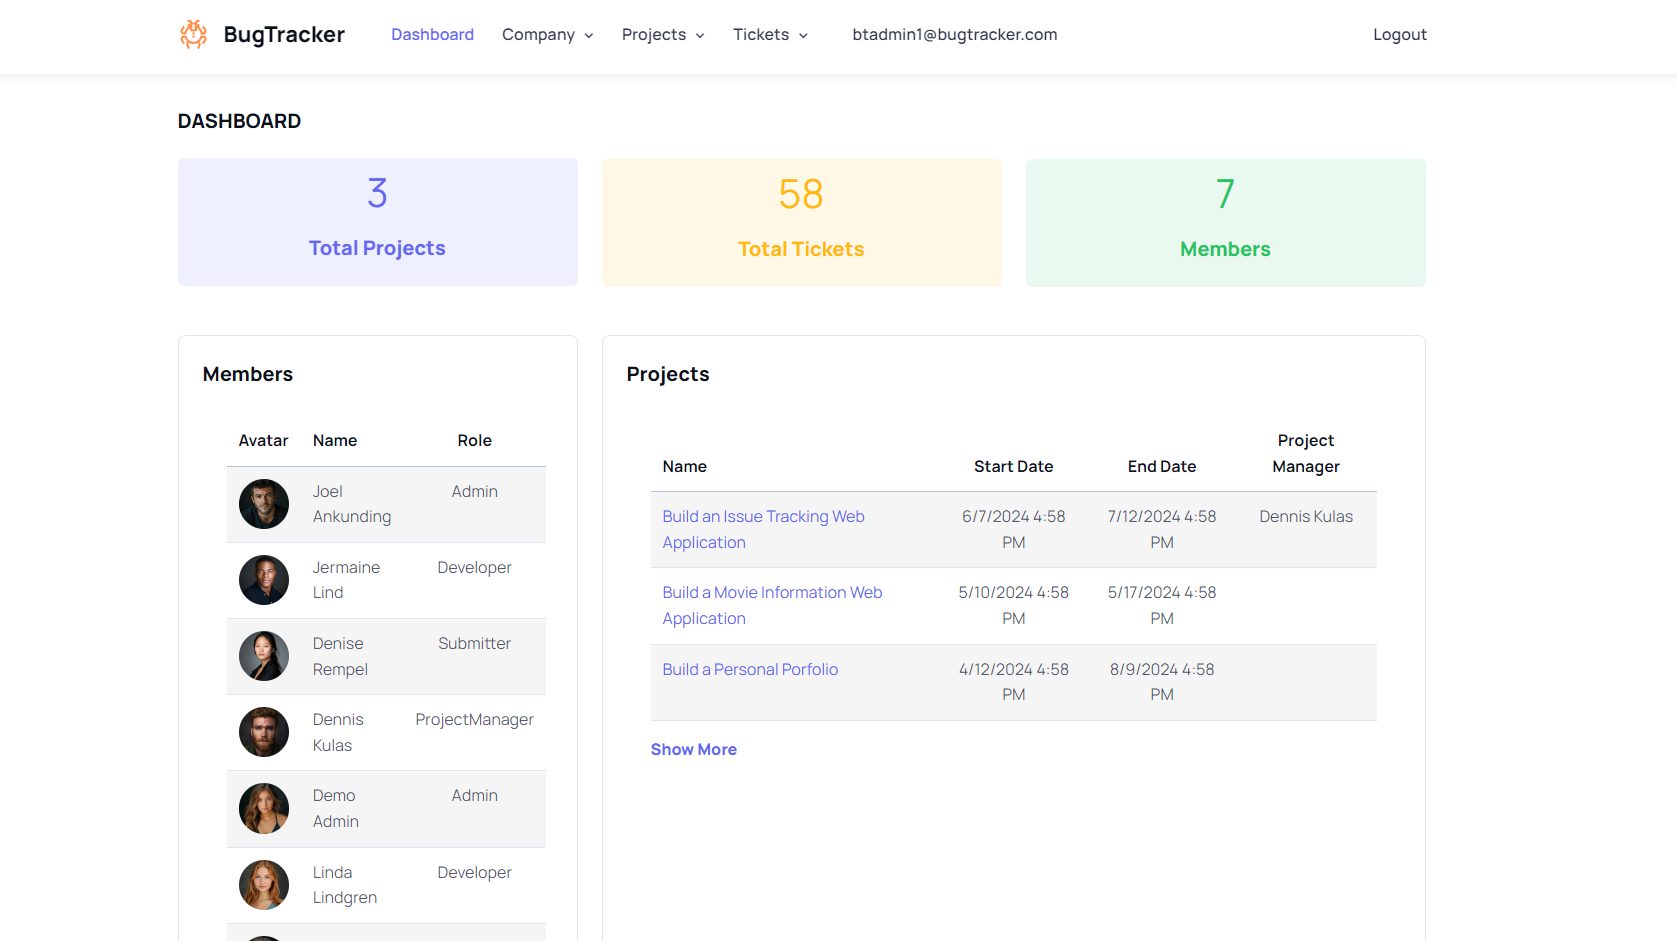 BugTracker
Dashboard
Company
Projects
Tickets
btadmin1@bugtracker.com
Logout
DASHBOARD
3
Total Projects
58
Total Tickets
7
Members
Members
Avatar Name Role
Joel Admin
Ankunding
Jermaine Developer
Lind
Denise Submitter
Rempel
Dennis ProjectManager
Kulas
Demo Admin
Admin
Linda Developer
Lindgren
Projects
Project
Name Start Date End Date Manager
Build an Issue Tracking Web 6/7/2024 4:58 7/12/2024 4:58 Dennis Kulas
Application PM PM
Build a Movie Information Web 5/10/2024 4:58 5/17/2024 4:58
Application PM PM
Build a Personal Porfolio 4/12/2024 4:58 8/9/2024 4:58
PM PM
Show More